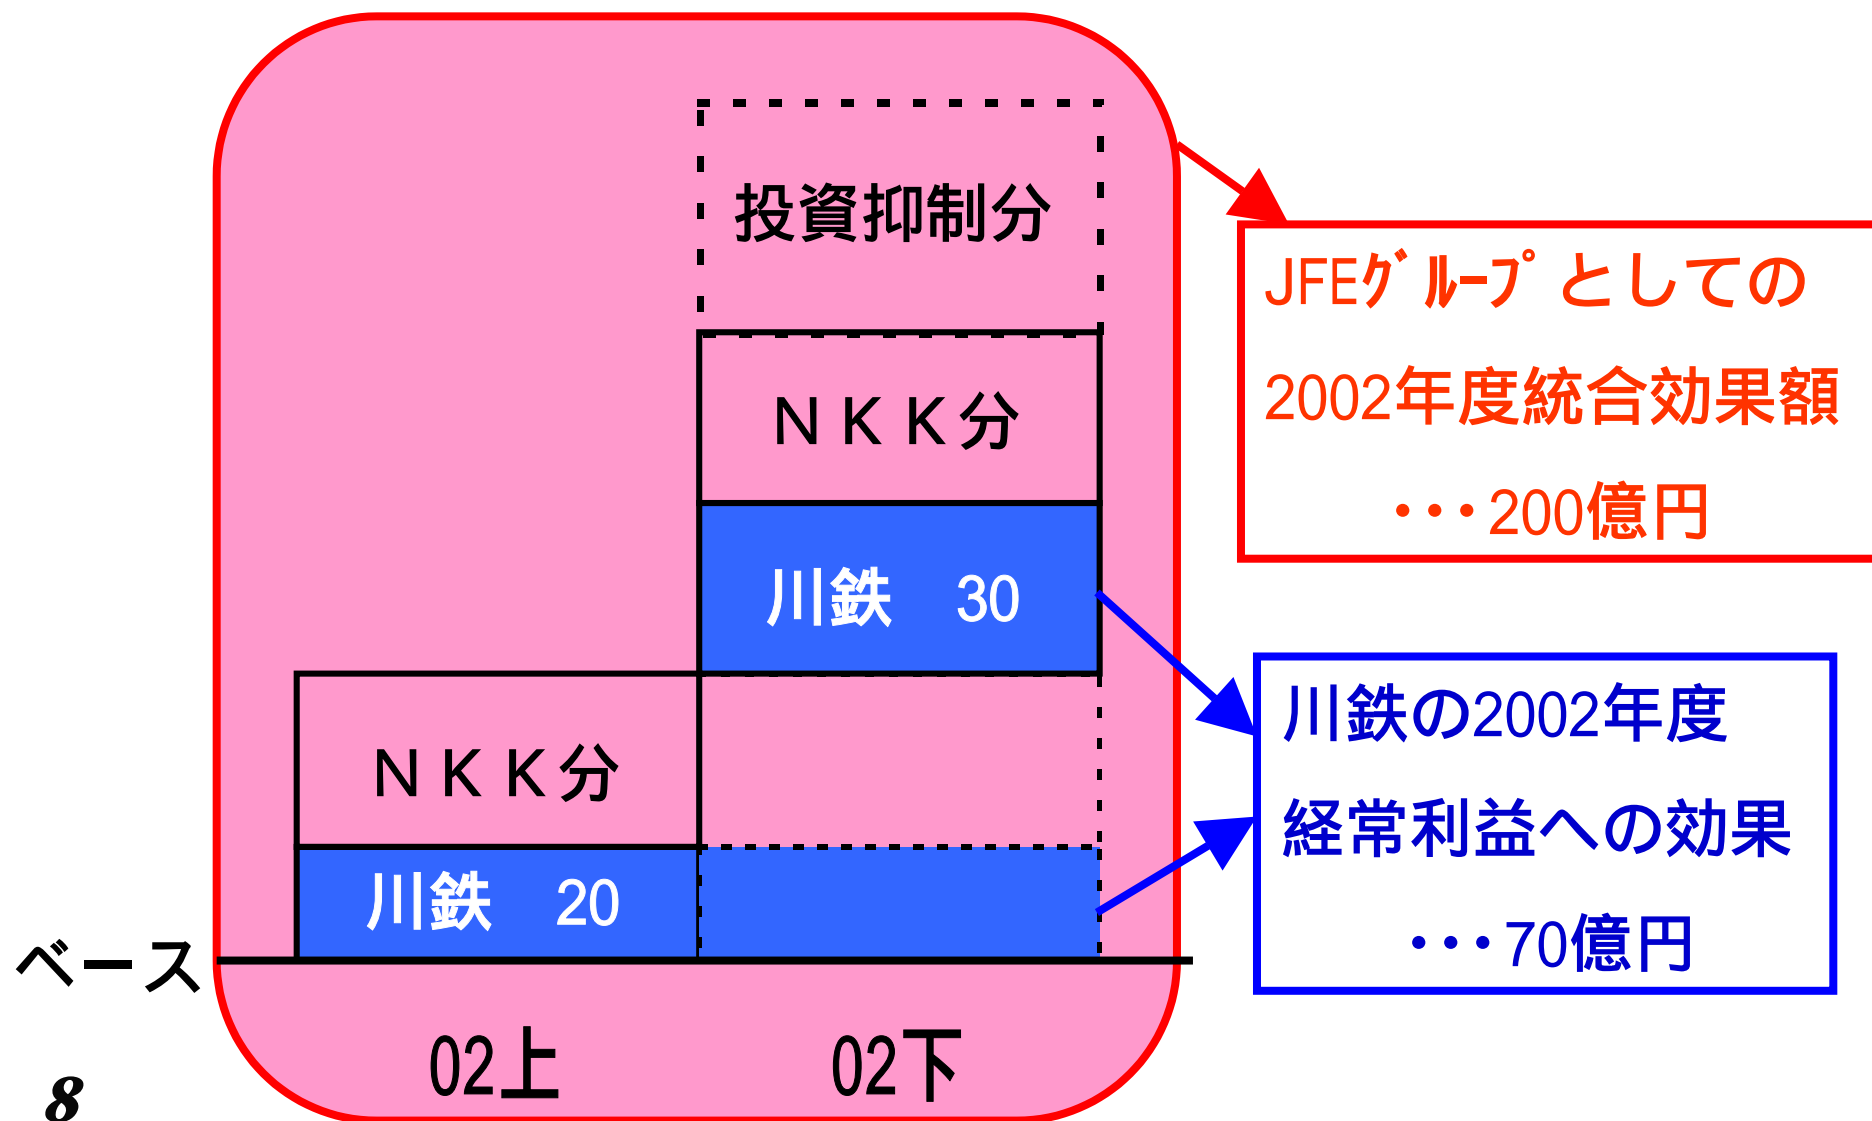 投資抑制分
ＮＫＫ分
川鉄　30
ＮＫＫ分
川鉄　20
ベース
02上
02下
JFEｸﾞﾙｰﾌﾟとしての
2002年度統合効果額
･･･200億円
川鉄の2002年度
経常利益への効果
･･･70億円
8